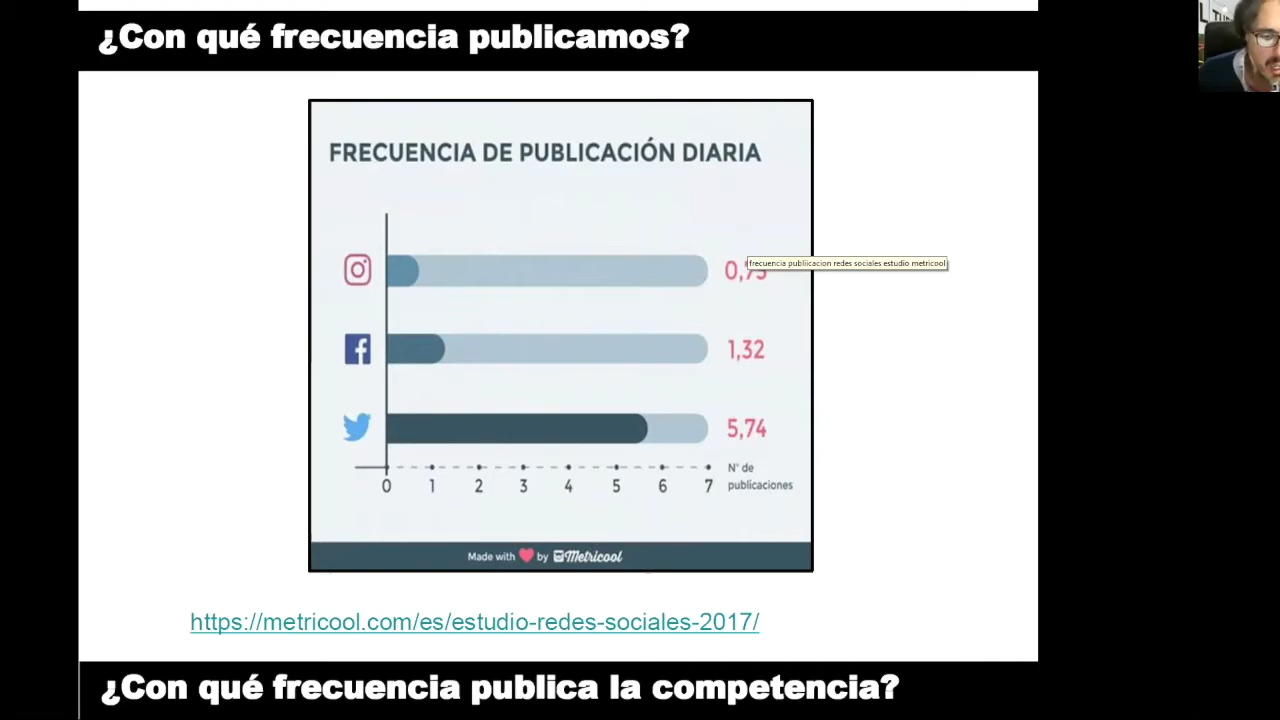 ¿Con qué frecuencia publicamos?
FRECUENCIA DE PUBLICACIÓN DIARIA
frecuencia publiicacion redes sociales estudio metricool
1,32
5,74
0 1 2 3 4 5 6 7
N° de
publicaciones
Made with by Metricool
https://metricool.com/es/estudio-redes-sociales-2017/
¿Con qué frecuencia publica la competencia?